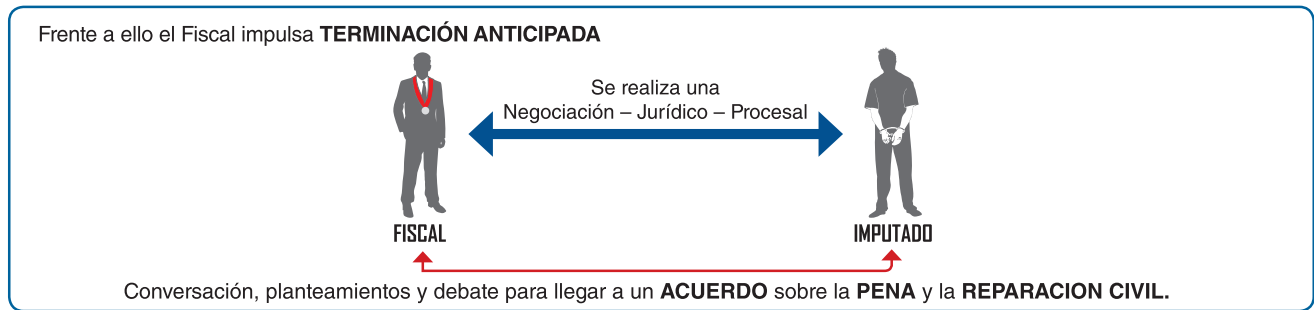 Frente a ello el Fiscal impulsa TERMINACIÓN ANTICIPADA
Se realiza una
Negociación – Jurídico – Procesal
FISCAL
IMPUTADO
Conversación, planteamientos y debate para llegar a un ACUERDO sobre la PENA y la REPARACION CIVIL.